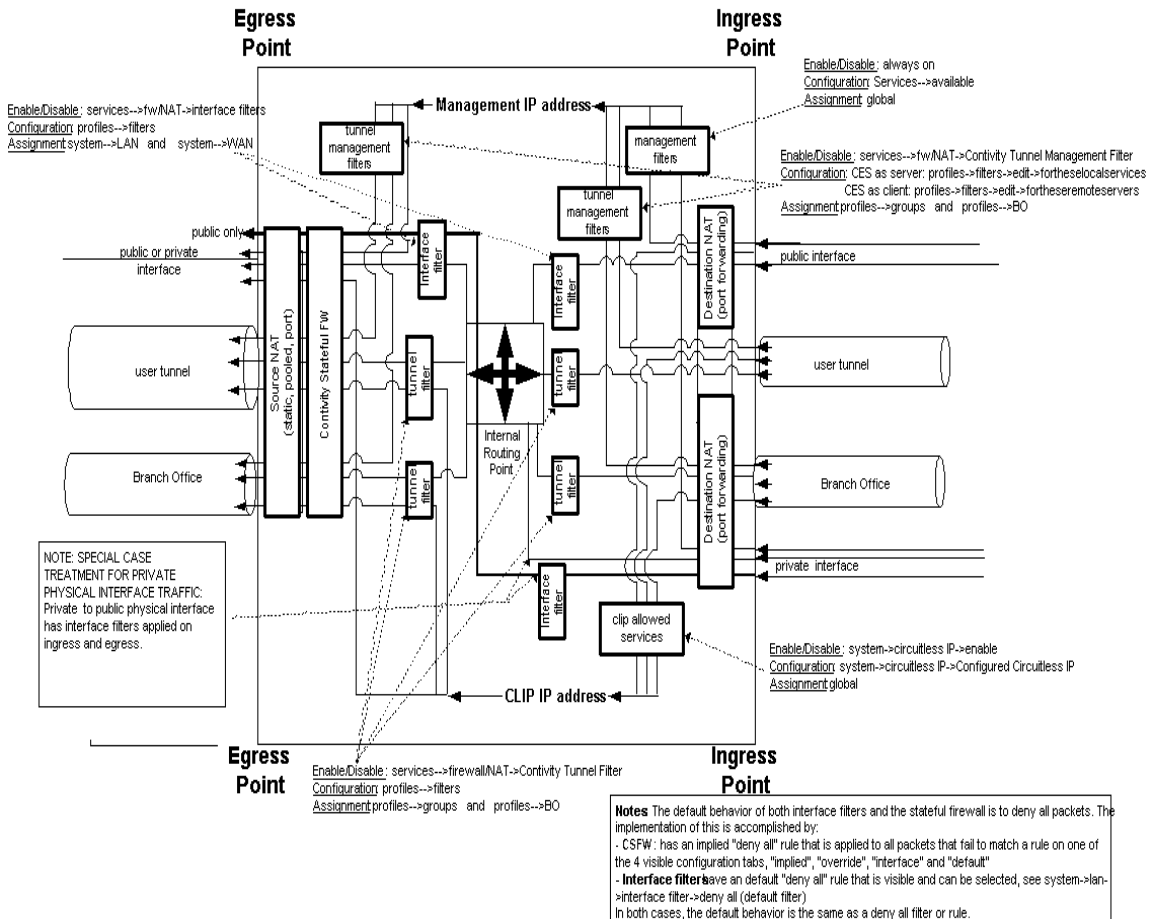 Egress
Point
Ingress
Point
Enable/Disable: always on
Configuration: Services-->available
Assignment: global
Enable/Disable: services-->fw/NAT->interface filters
Configuration: profiles-->filters
Assignment:system-->LAN and system-->WAN
Management IP address
tunnel
management
filters
management
filters
Enable/Disable: services-->fw/NAT->Contivity Tunnel Management Filter
Configuration: CES as server: profiles->filters->edit->fortheselocalservices
CES as client: profiles->filters->edit->fortheseremoteservers
Assignment:profiles->groups and profiles->BO
tunnel
management
filters
public only
public or private
interface
Interface
filter
Interface
filter
Destination NAT
(port forwarding)
public interface
Source NAT
(static, pooled, port)
Contivity Stateful FW
user tunnel
tunnel
filter
tunnel
filter
user tunnel
Internal
Routing
Point
Branch Office
tunnel
filter
tunnel
filter
Destination NAT
(port forwarding)
Branch Office
NOTE: SPECIAL CASE
TREATMENT FOR PRIVATE
PHYSICAL INTERFACE TRAFFIC:
Private to public physical interface
has interface filters applied on
ingress and egress.
Interface
filter
private interface
clip allowed
services
Enable/Disable: system->circuitless IP->enable
Configuration: system->circuitless IP->Configured Circuitless IP
Assignment:global
CLIP IP address
Egress
Point
Ingress
Point
Enable/Disable: services-->firewall/NAT->Contivity Tunnel Filter
Configuration: profiles-->filters
Assignment:profiles->groups and profiles->BO
Notes: The default behavior of both interface filters and the stateful firewall is to deny all packets. The
implementation of this is accomplished by:
- CSFW: has an implied "deny all" rule that is applied to all packets that fail to match a rule on one of
the 4 visible configuration tabs, "implied", "override", "interface" and "default"
- Interface filters have an default "deny all" rule that is visible and can be selected, see system->lan-
>interface filter->deny all (default filter)
In both cases, the default behavior is the same as a deny all filter or rule.